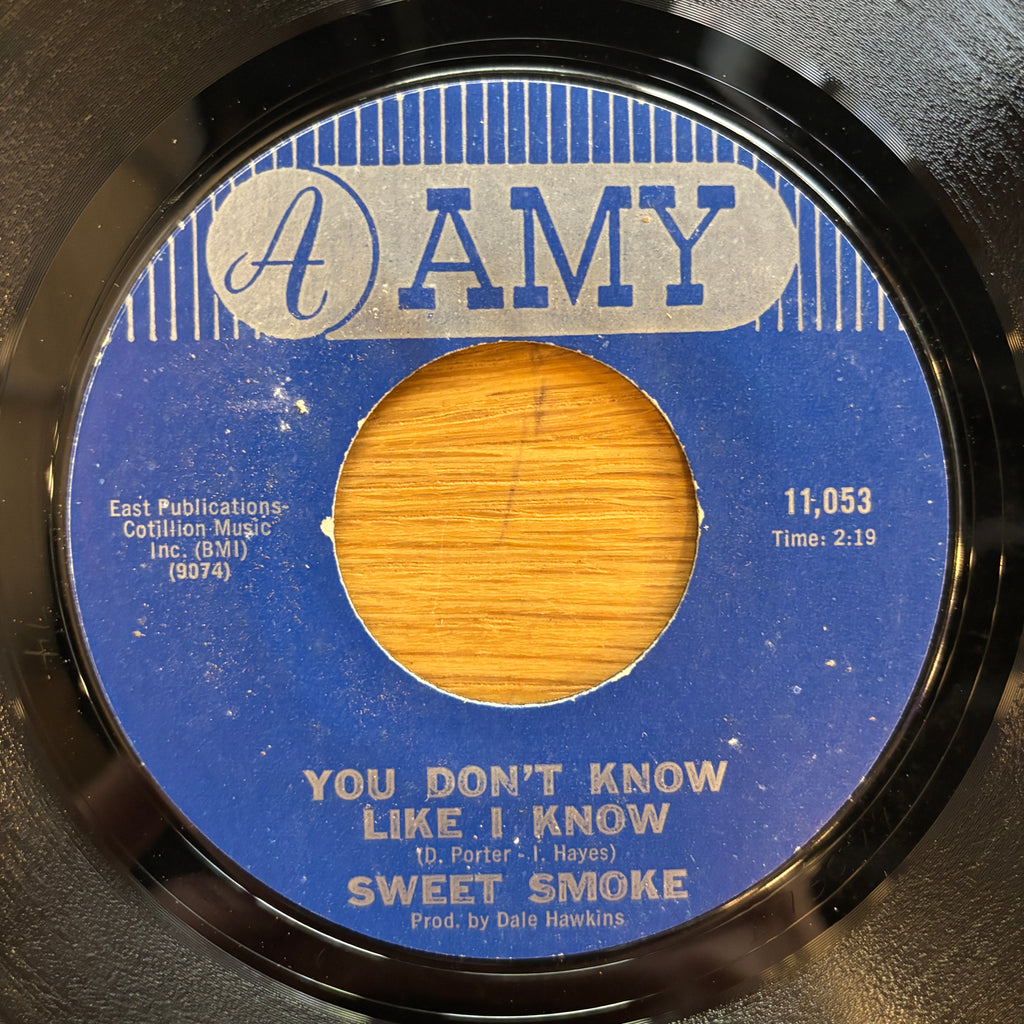 A AMY
East Publications-
Cotillion Music
Inc. (BMI)
(9074)
11,053
Time: 2:19
YOU DON'T KNOW
LIKE I KNOW
(D. Porter - I. Hayes)
SWEET SMOKE
Prod. by Dale Hawkins